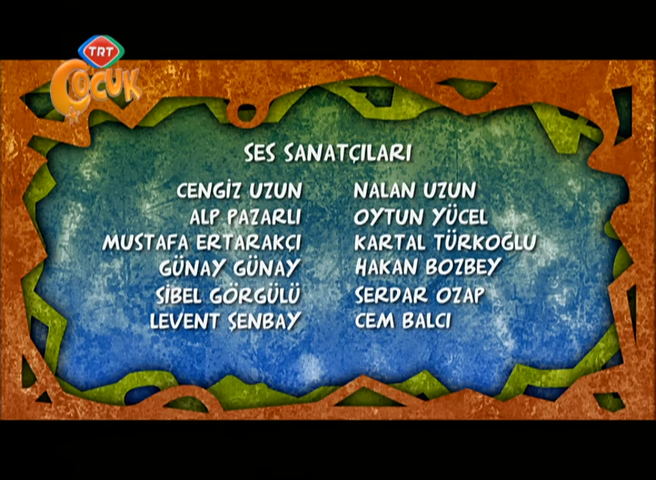 TRT
ÇOCUK
SES SANATÇILARI
CENGİZ UZUN NALAN UZUN
ALP PAZARLI OYTUN YÜCEL
MUSTAFA ERTARAKÇI KARTAL TÜRKOĞLU
GÜNAY GÜNAY HAKAN BOZBEY
SİBEL GÖRGÜLÜ SERDAR OZAP
LEVENT ŞENBAY CEM BALCI